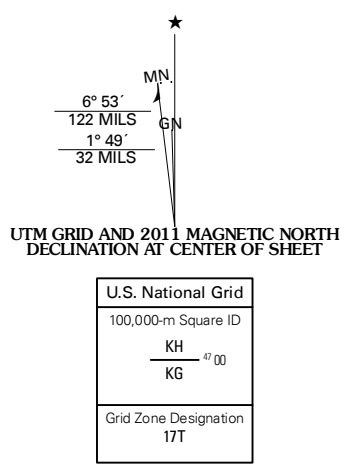 M.N.
GN
6° 53´
122 MILS
1° 49´
32 MILS
UTM GRID AND 2011 MAGNETIC NORTH
DECLINATION AT CENTER OF SHEET
U.S. National Grid
100,000-m Square ID
KH
47 00
KG
Grid Zone Designation
17T